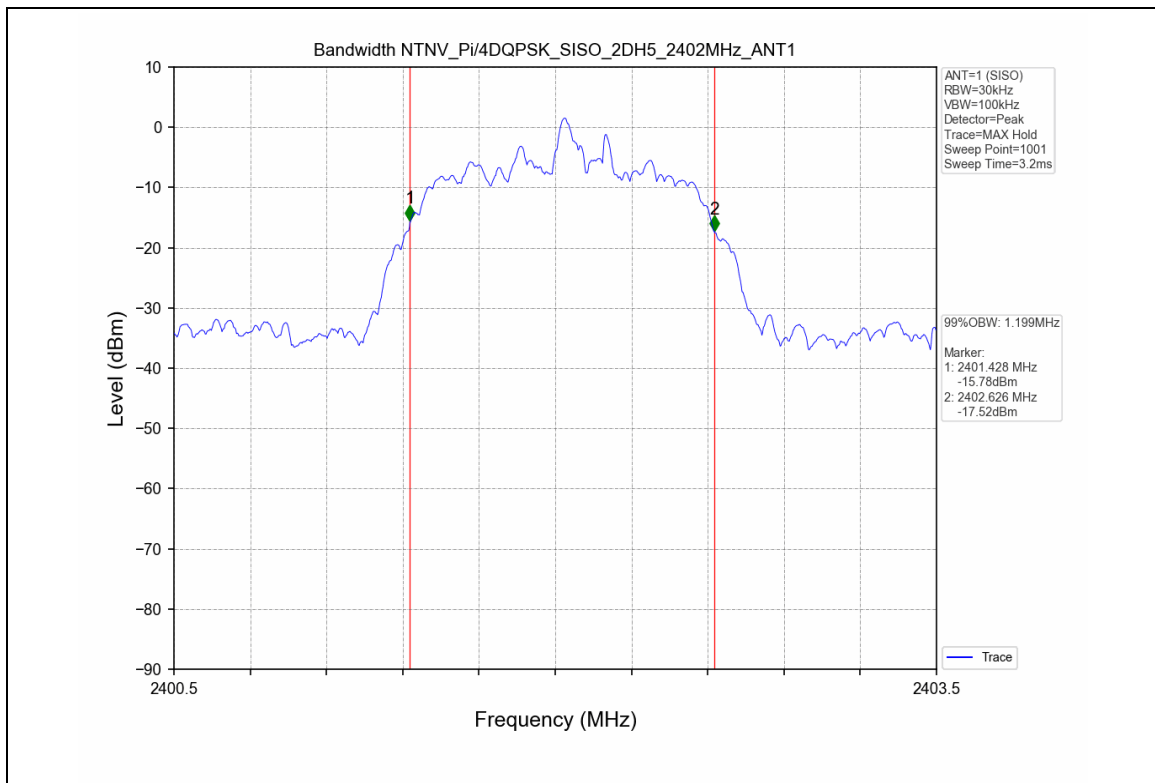 Bandwidth NTNV_Pi/4DQPSK_SISO_2DH5_2402MHz_ANT1
10
0
−10
−20
−30
−40
−50
−60
−70
−80
−90
Level (dBm)
2400.5
2403.5
Frequency (MHz)
1
2
ANT=1 (SISO)
RBW=30kHz
VBW=100kHz
Detector=Peak
Trace=MAX Hold
Sweep Point=1001
Sweep Time=3.2ms
99%OBW: 1.199MHz
Marker:
1: 2401.428 MHz
-15.78dBm
2: 2402.626 MHz
-17.52dBm
Trace